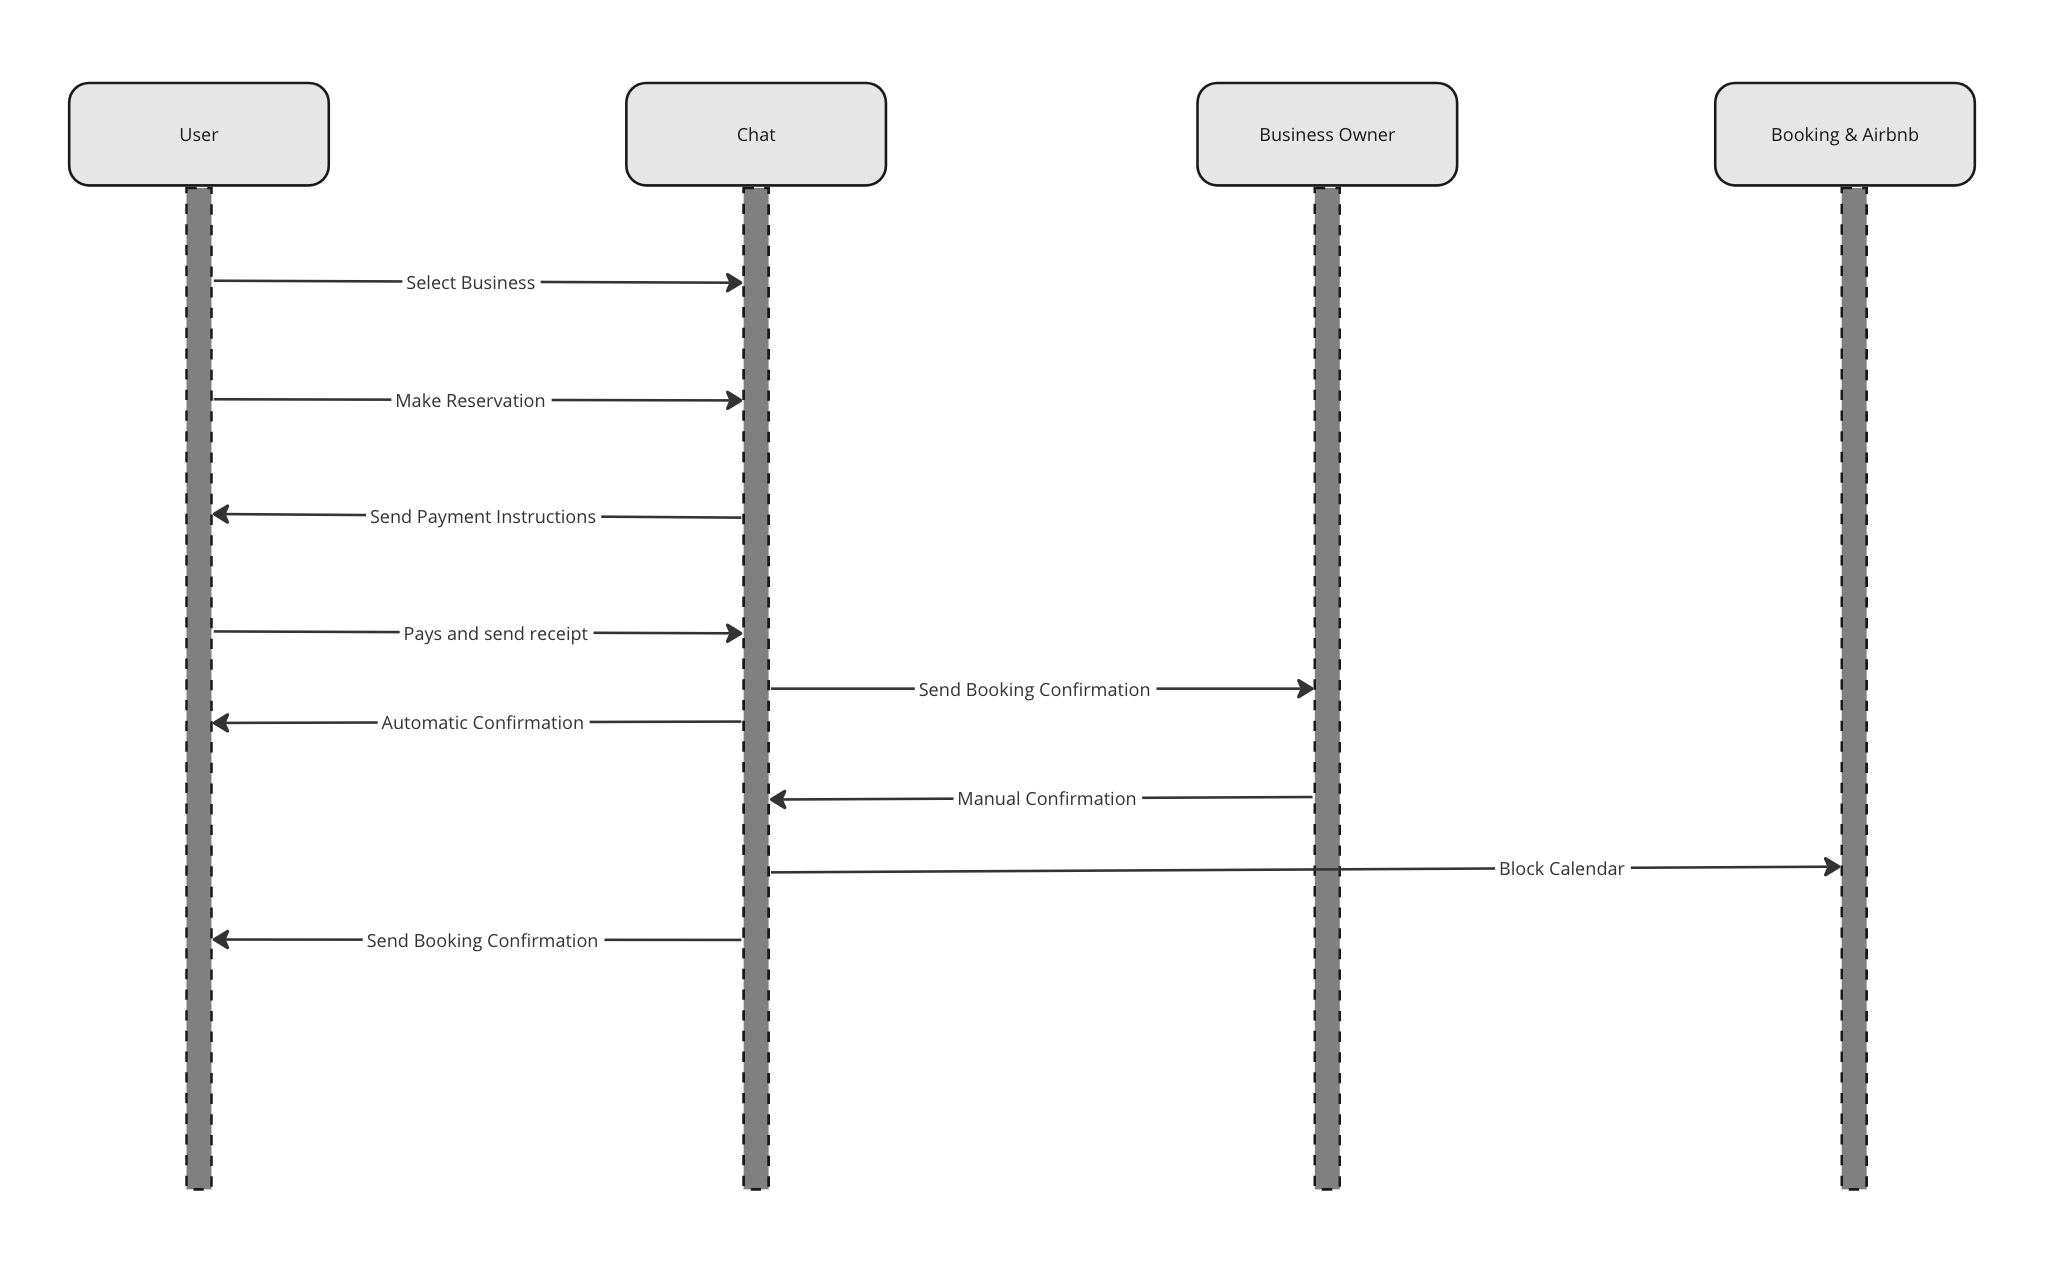 User
Chat
Business Owner
Booking & Airbnb
Select Business
Make Reservation
Send Payment Instructions
Pays and send receipt
Send Booking Confirmation
Automatic Confirmation
Manual Confirmation
Block Calendar
Send Booking Confirmation